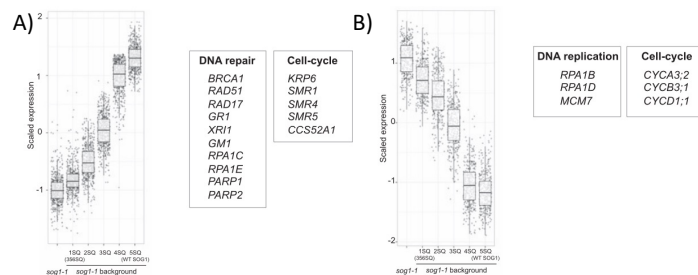 A)
Scaled expression
2
1
0
-1
sog1-1
1SQ
(356SQ)
2SQ
3SQ
4SQ
5SQ
(WT SOG1)
sog1-1 background
DNA repair
BRCA1
RAD51
RAD17
GR1
XRI1
GM1
RPA1C
RPA1E
PARP1
PARP2
Cell-cycle
KRP6
SMR1
SMR4
SMR5
CCS52A1
B)
Scaled expression
1
0
-1
-2
sog1-1
1SQ
(356SQ)
2SQ
3SQ
4SQ
5SQ
(WT SOG1)
sog1-1 background
DNA replication
RPA1B
RPA1D
MCM7
Cell-cycle
CYCA3;2
CYCB3;1
CYCD1;1